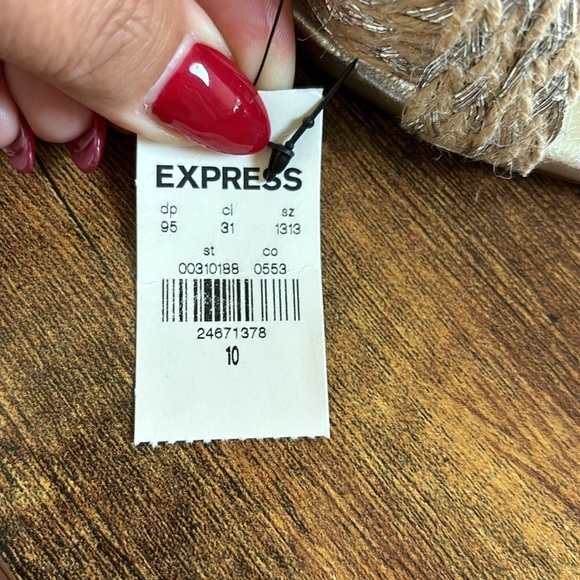 EXPRESS
dp cl sz
95 31 1313
st co
00310188 0553
24671378
10